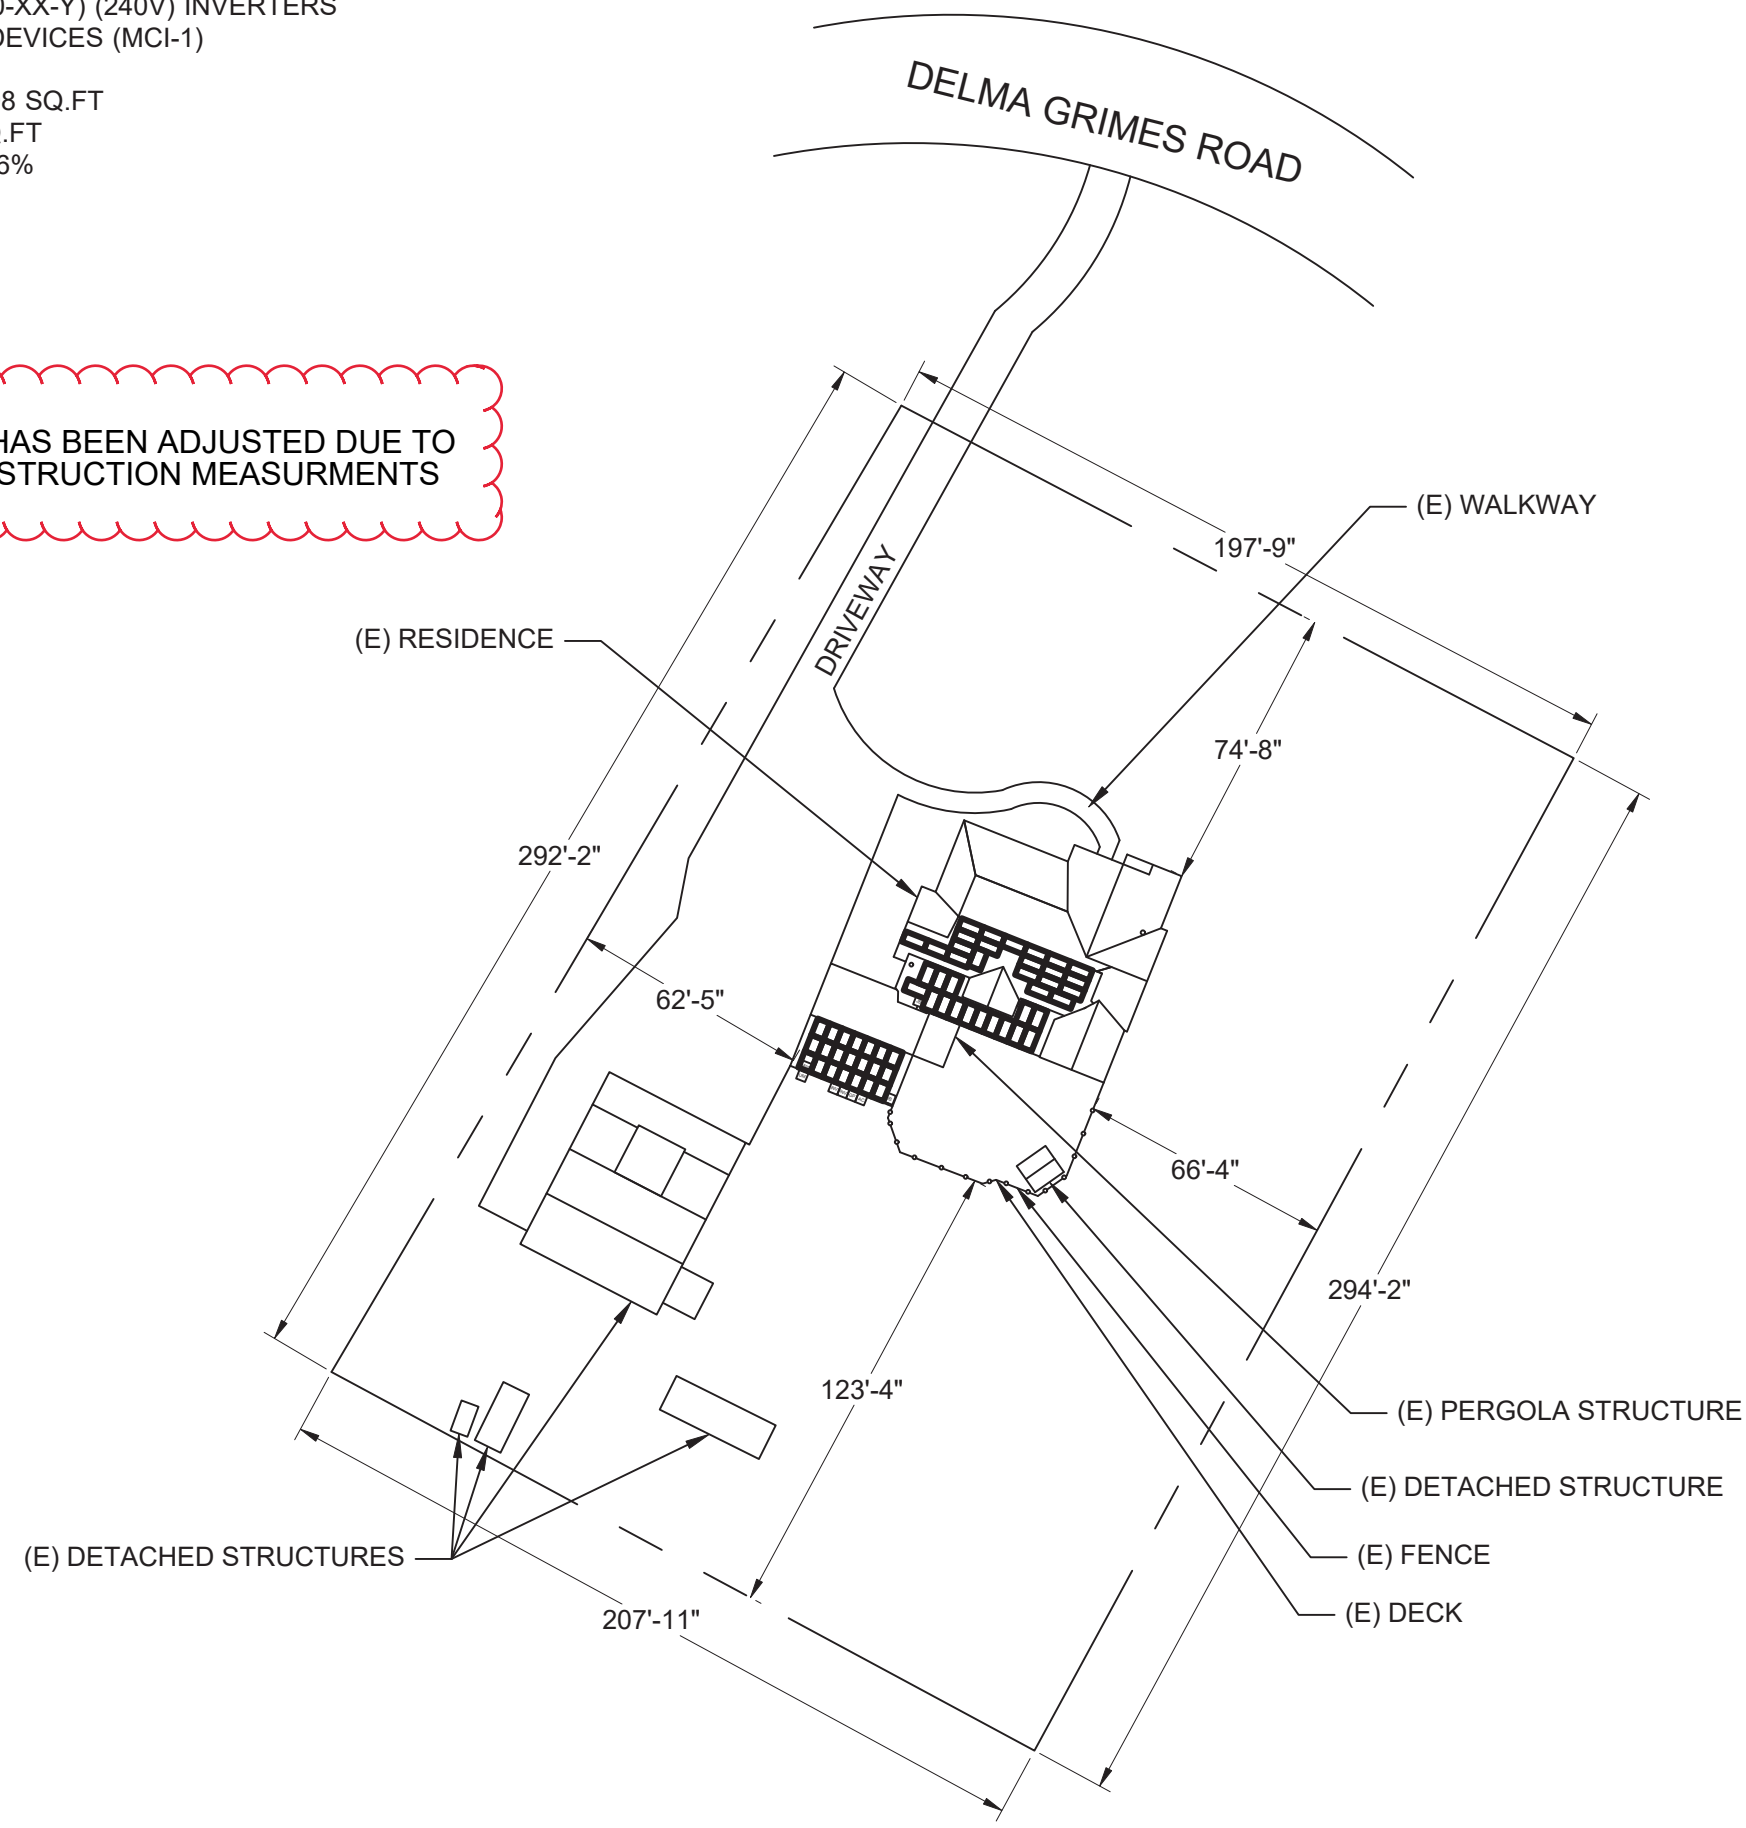 0-XX-Y) (240V) INVERTERS
DEVICES (MCI-1)
8 SQ.FT
Q.FT
6%
DELMA GRIMES ROAD
HAS BEEN ADJUSTED DUE TO
STRUCTION MEASURMENTS
(E) WALKWAY
197'-9"
DRIVEWAY
(E) RESIDENCE
74'-8"
292'-2"
62'-5"
66'-4"
294'-2"
123'-4"
(E) PERGOLA STRUCTURE
(E) DETACHED STRUCTURE
(E) DETACHED STRUCTURES
(E) FENCE
(E) DECK
207'-11"